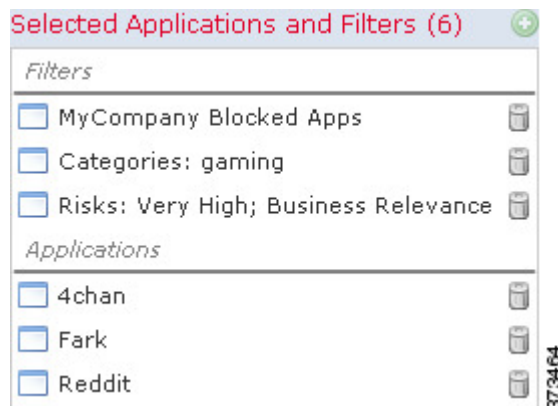 Selected Applications and Filters (6)
Filters
MyCompany Blocked Apps
Categories: gaming
Risks: Very High; Business Relevance
Applications
4chan
Fark
Reddit
373464